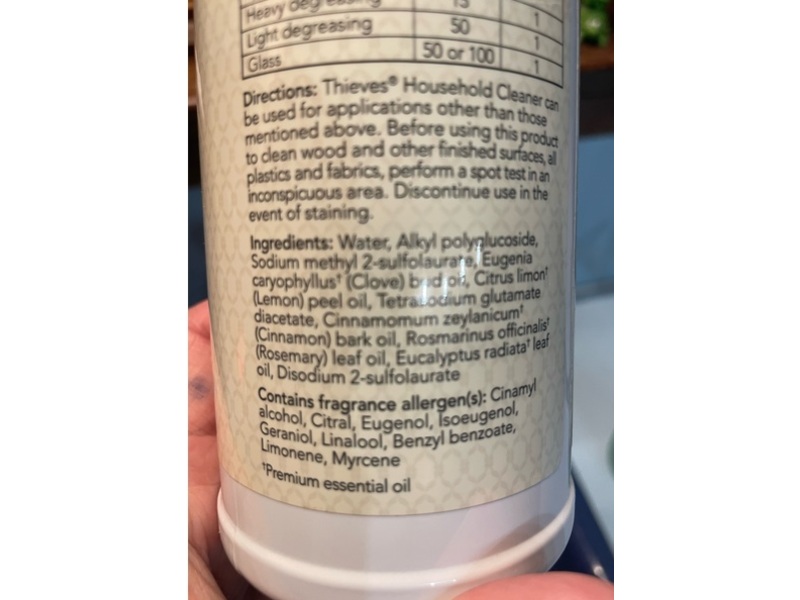 Heavy degreasing 15 1
Light degreasing 50 1
Glass 50 or 100 1
Directions: Thieves® Household Cleaner can
be used for applications other than those
mentioned above. Before using this product
to clean wood and other finished surfaces, all
plastics and fabrics, perform a spot test in an
inconspicuous area. Discontinue use in the
event of staining.
Ingredients: Water, Alkyl polyglucoside,
Sodium methyl 2-sulfolaurate, Eugenia
caryophyllus† (Clove) bud oil, Citrus limon†
(Lemon) peel oil, Tetrasodium glutamate
diacetate, Cinnamomum zeylanicum†
(Cinnamon) bark oil, Rosmarinus officinalis†
(Rosemary) leaf oil, Eucalyptus radiata† leaf
oil, Disodium 2-sulfolaurate
Contains fragrance allergen(s): Cinamyl
alcohol, Citral, Eugenol, Isoeugenol,
Geraniol, Linalool, Benzyl benzoate,
Limonene, Myrcene
†Premium essential oil